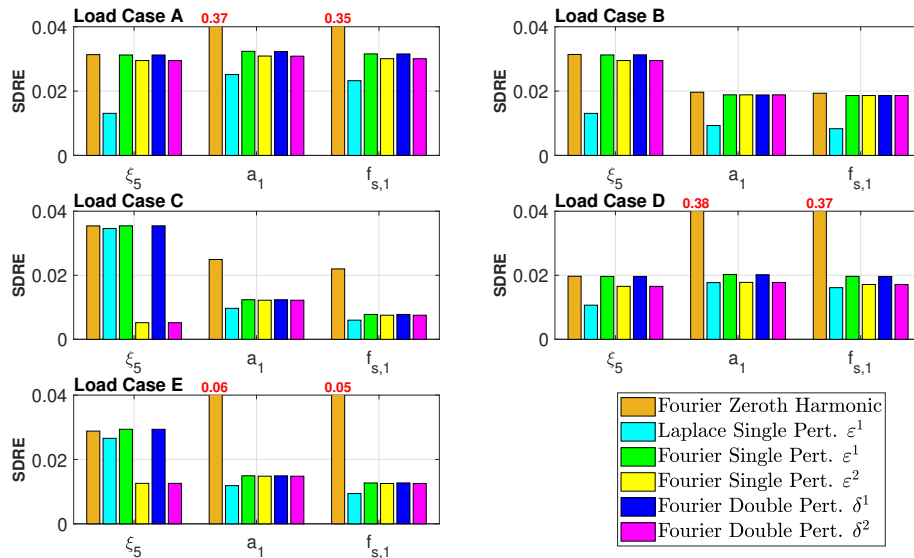 Load Case A
0.37
0.35
SDRE
0.04
0.02
0
ξ5
a1
fs,1
Load Case B
SDRE
0.04
0.02
0
ξ5
a1
fs,1
Load Case C
SDRE
0.04
0.02
0
ξ5
a1
fs,1
Load Case D
0.38
0.37
SDRE
0.04
0.02
0
ξ5
a1
fs,1
Load Case E
0.06
0.05
SDRE
0.04
0.02
0
ξ5
a1
fs,1
Fourier Zeroth Harmonic
Laplace Single Pert. ε¹
Fourier Single Pert. ε¹
Fourier Single Pert. ε²
Fourier Double Pert. δ¹
Fourier Double Pert. δ²